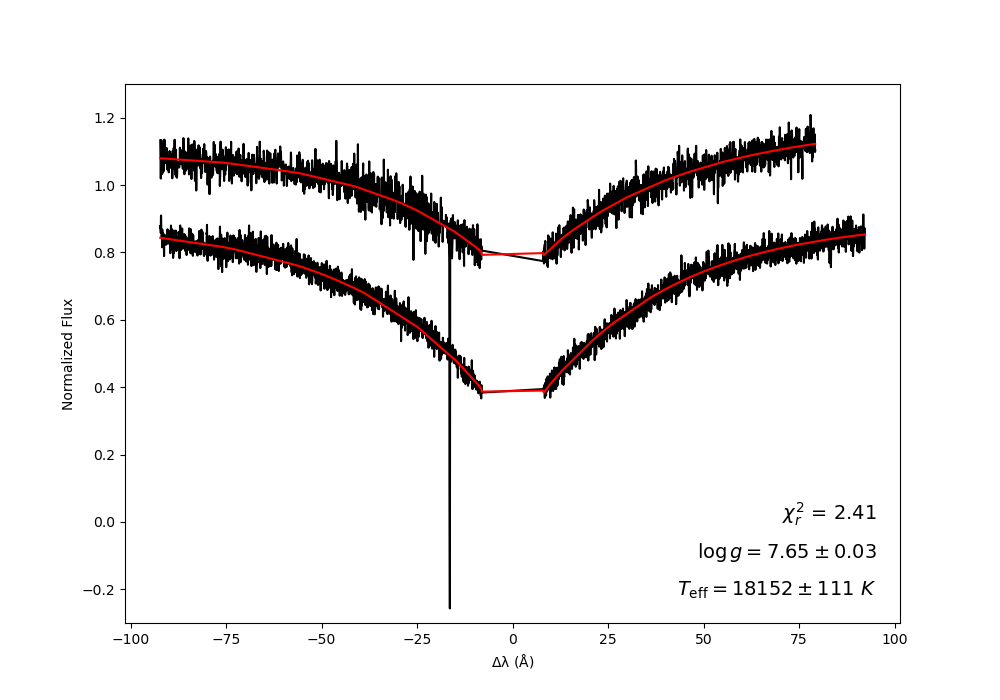 1.2
1.0
0.8
0.6
0.4
0.2
0.0
−0.2
Normalized Flux
χ²ᵣ = 2.41
log g = 7.65 ± 0.03
T_eff = 18152 ± 111 K
−100 −75 −50 −25 0 25 50 75 100
Δλ (Å)